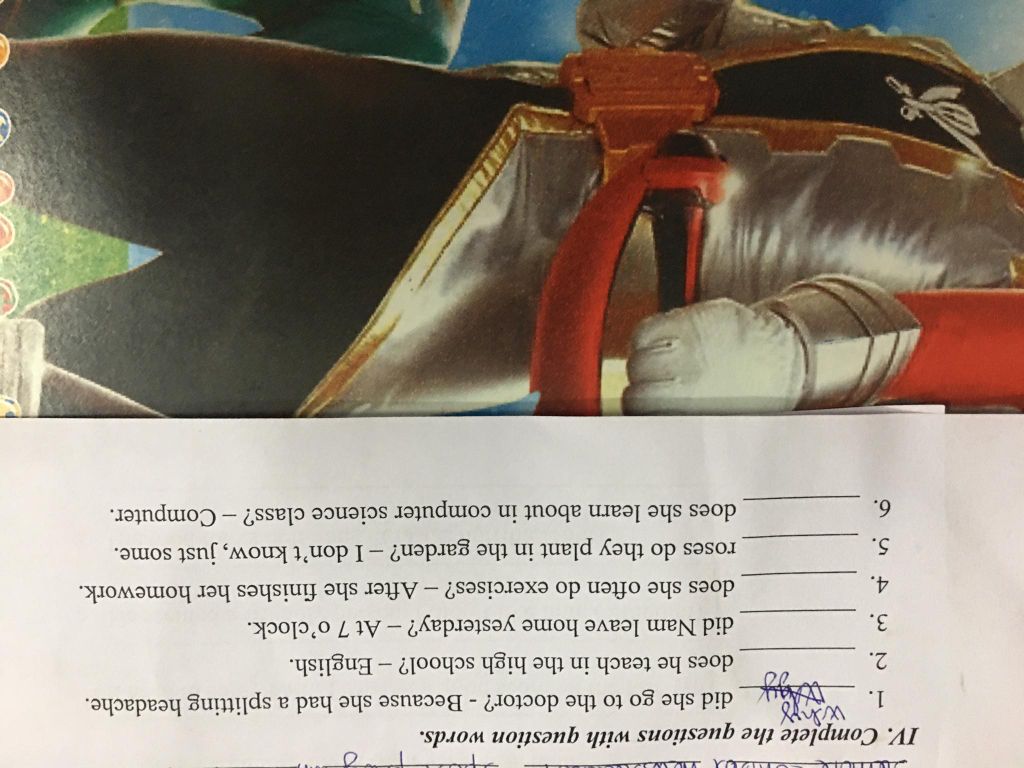 IV. Complete the questions with question words.
why
1. ________ did she go to the doctor? - Because she had a splitting headache.
2. ________ does he teach in the high school? – English.
3. ________ did Nam leave home yesterday? – At 7 o'clock.
4. ________ does she often do exercises? – After she finishes her homework.
5. ________ roses do they plant in the garden? – I don't know, just some.
6. ________ does she learn about in computer science class? – Computer.